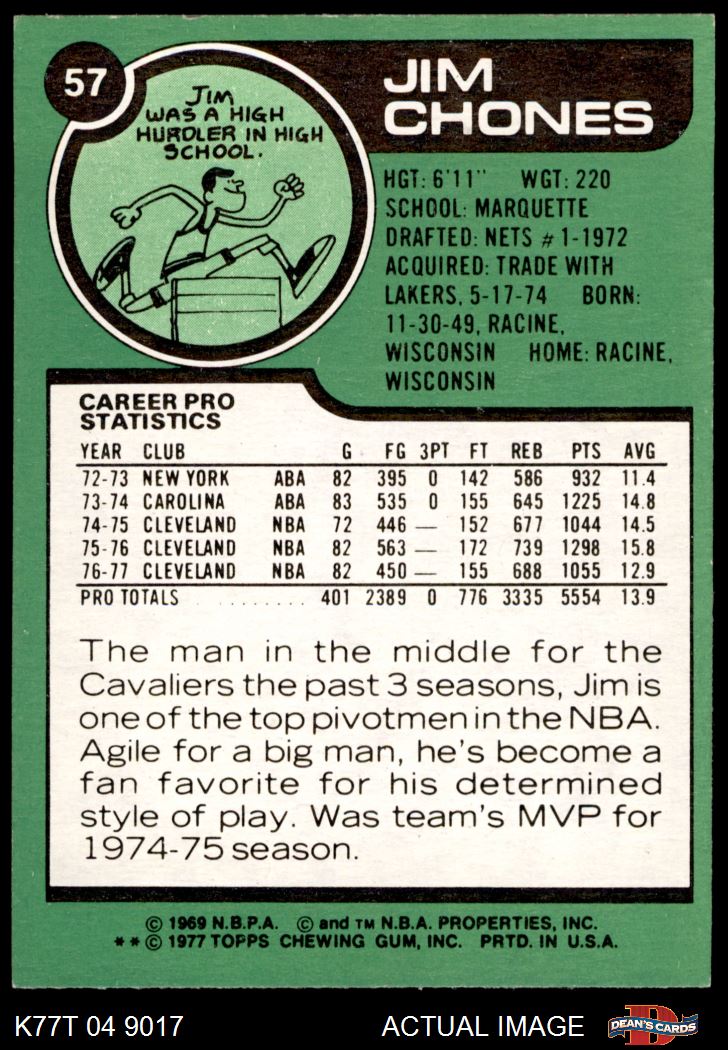 57
JIM
WAS A HIGH
HURDLER IN HIGH
SCHOOL.
JIM
CHONES
HGT: 6'11" WGT: 220
SCHOOL: MARQUETTE
DRAFTED: NETS #1-1972
ACQUIRED: TRADE WITH
LAKERS, 5-17-74 BORN:
11-30-49, RACINE,
WISCONSIN HOME: RACINE,
WISCONSIN
CAREER PRO
STATISTICS
YEAR CLUB G FG 3PT FT REB PTS AVG
72-73 NEW YORK ABA 82 395 0 142 586 932 11.4
73-74 CAROLINA ABA 83 535 0 155 645 1225 14.8
74-75 CLEVELAND NBA 72 446 — 152 677 1044 14.5
75-76 CLEVELAND NBA 82 563 — 172 739 1298 15.8
76-77 CLEVELAND NBA 82 450 — 155 688 1055 12.9
PRO TOTALS . . . . . . . . . 401 2389 0 776 3335 5554 13.9
The man in the middle for the
Cavaliers the past 3 seasons, Jim is
one of the top pivotmen in the NBA.
Agile for a big man, he's become a
fan favorite for his determined
style of play. Was team's MVP for
1974-75 season.
© 1969 N.B.P.A. © and TM N.B.A. PROPERTIES, INC.
** © 1977 TOPPS CHEWING GUM, INC. PRTD. IN U.S.A.
K77T 04 9017 ACTUAL IMAGE D DEAN'S CARDS